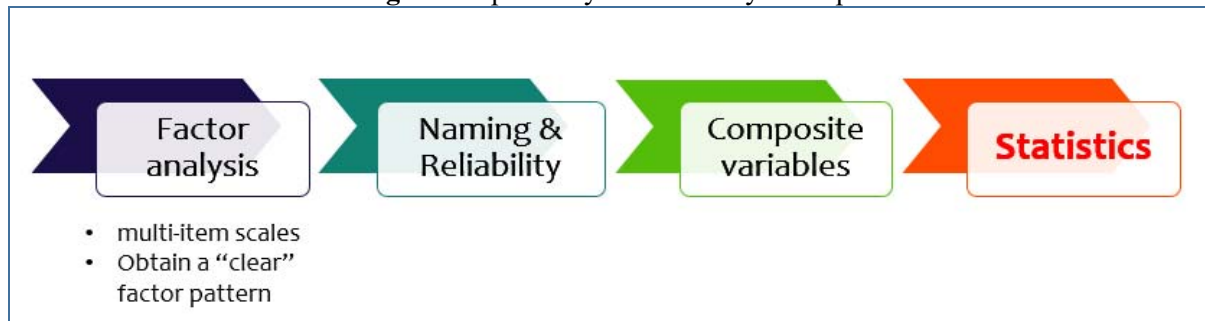 Factor
analysis
Naming &
Reliability
Composite
variables
Statistics
• multi-item scales
• Obtain a “clear”
factor pattern